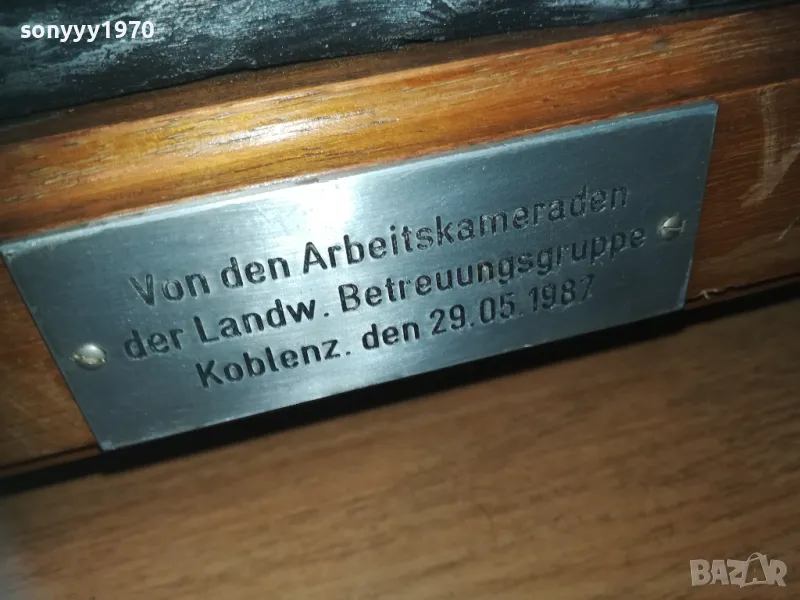 sonyyy1970
Von den Arbeitskameraden
der Landw. Betreuungsgruppe
Koblenz. den 29.05.1987
BAZAR